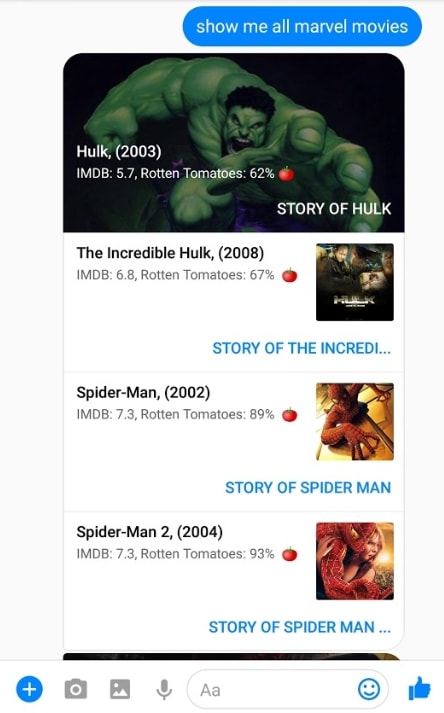 show me all marvel movies
Hulk, (2003)
IMDB: 5.7, Rotten Tomatoes: 62% 🍅
STORY OF HULK
The Incredible Hulk, (2008)
IMDB: 6.8, Rotten Tomatoes: 67% 🍅
HULK
STORY OF THE INCREDI...
Spider-Man, (2002)
IMDB: 7.3, Rotten Tomatoes: 89% 🍅
STORY OF SPIDER MAN
Spider-Man 2, (2004)
IMDB: 7.3, Rotten Tomatoes: 93% 🍅
STORY OF SPIDER MAN ...
Aa